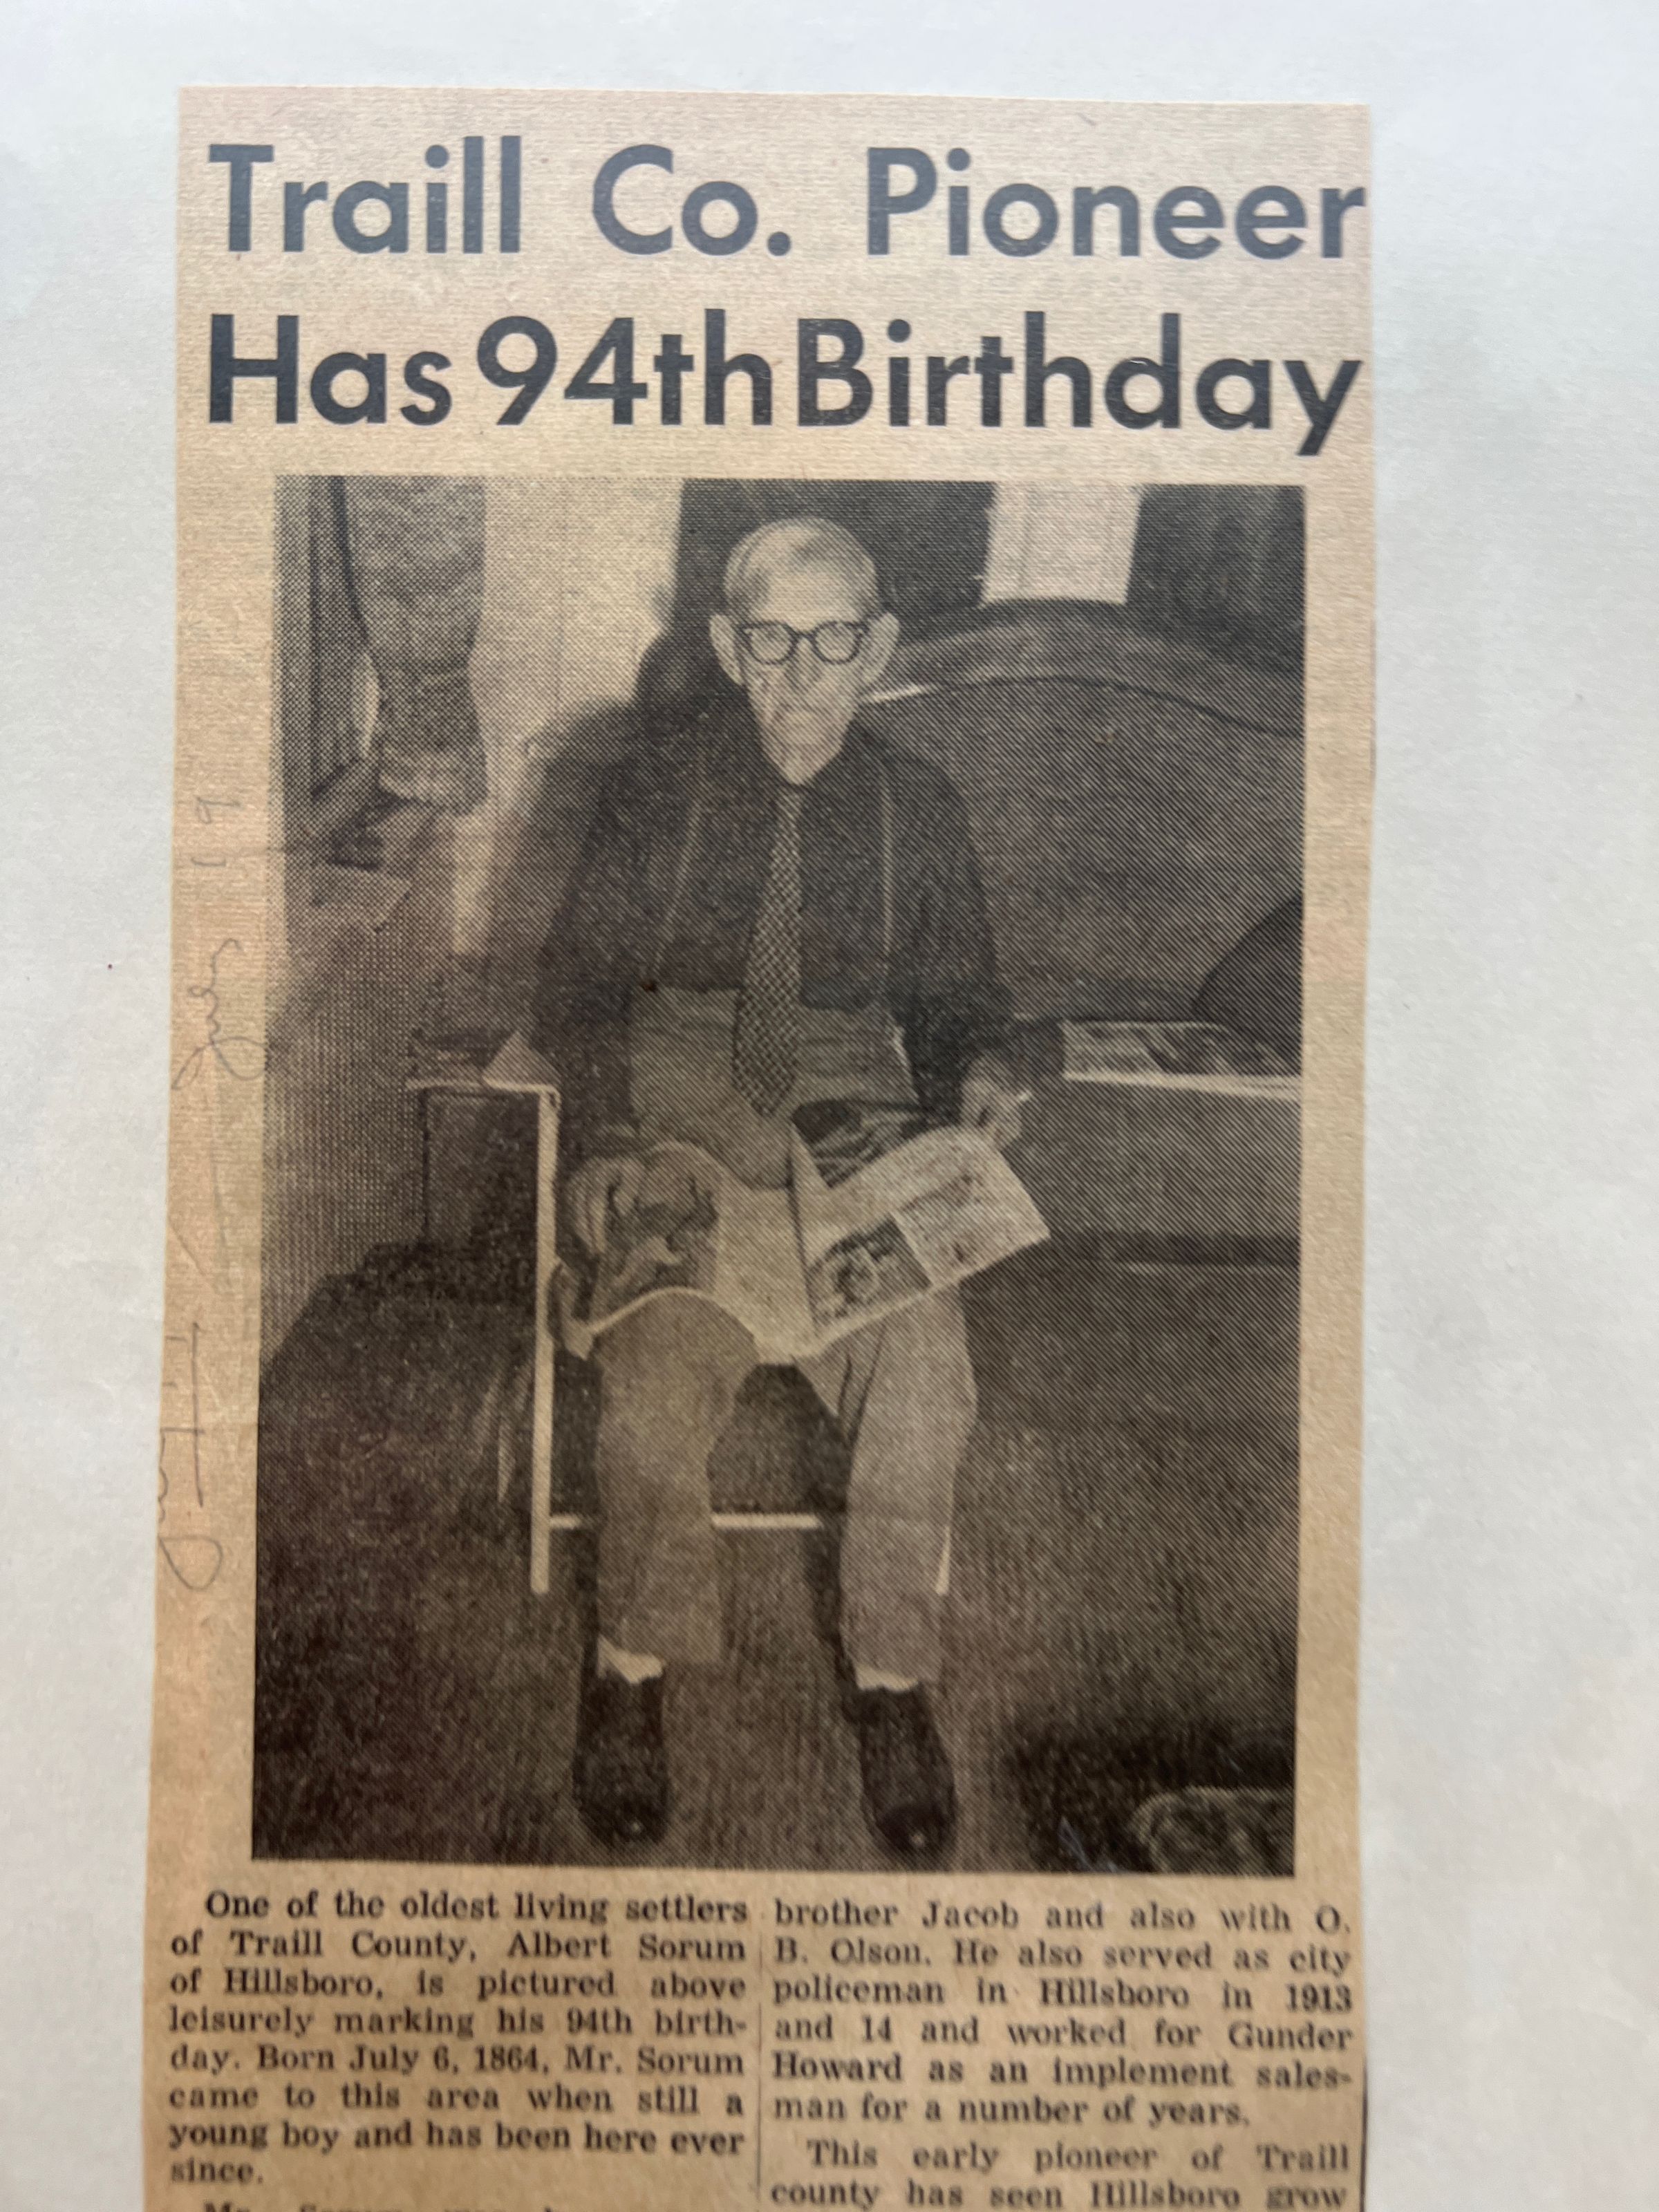 Traill Co. Pioneer
Has 94th Birthday
One of the oldest living settlers
of Traill County, Albert Sorum
of Hillsboro, is pictured above
leisurely marking his 94th birth-
day. Born July 6, 1864, Mr. Sorum
came to this area when still a
young boy and has been here ever
since.
Mr. Sorum
brother Jacob and also with O.
B. Olson. He also served as city
policeman in Hillsboro in 1913
and 14 and worked for Gunder
Howard as an implement sales-
man for a number of years.
This early pioneer of Traill
county has seen Hillsboro grow